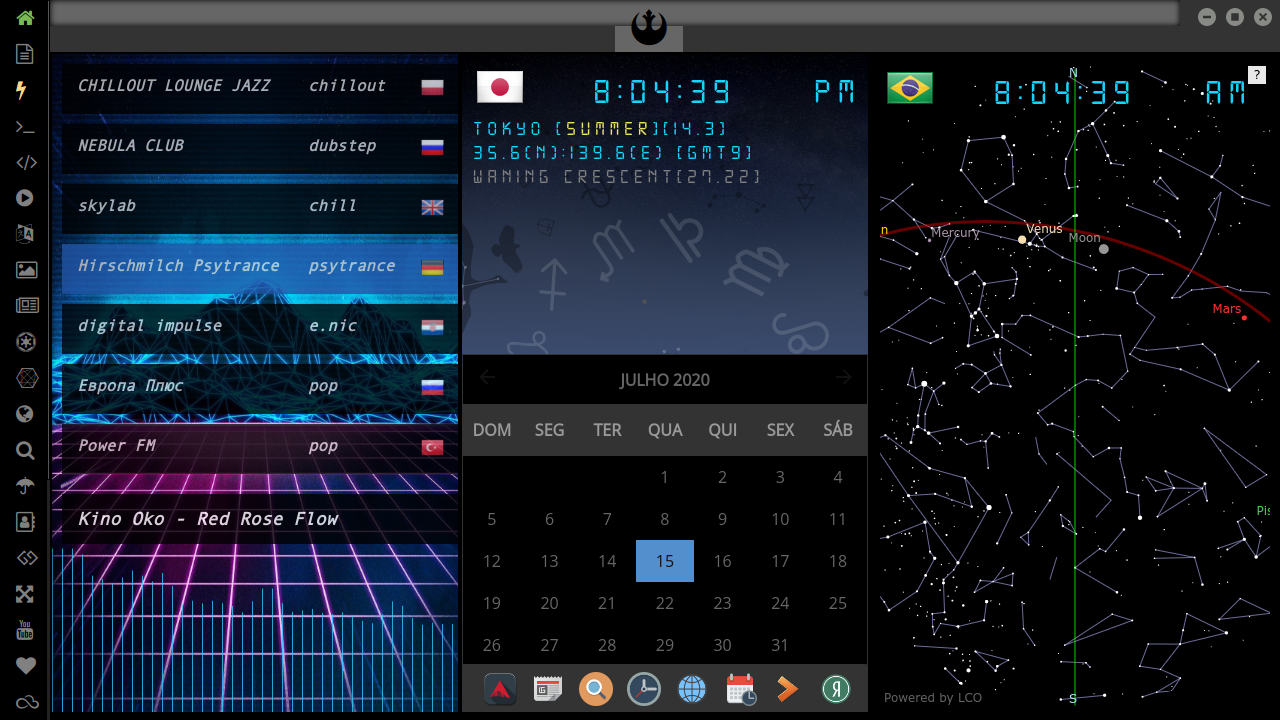 CHILLOUT LOUNGE JAZZ chillout
NEBULA CLUB dubstep
skylab chill
Hirschmilch Psytrance psytrance
digital impulse e.nic
Европа Плюс pop
Power FM pop
Kino Oko - Red Rose Flow
8:04:39 PM
TOKYO [SUMMER][14.3]
35.6(N):139.6(E) [GMT9]
WANING CRESCENT[27.22]
JULHO 2020
DOM SEG TER QUA QUI SEX SÁB
1 2 3 4
5 6 7 8 9 10 11
12 13 14 15 16 17 18
19 20 21 22 23 24 25
26 27 28 29 30 31
N
8:04:39 AM
?
n
Mercury
Venus
Moon
Mars
Pis
Powered by LCO
S
You
Tube